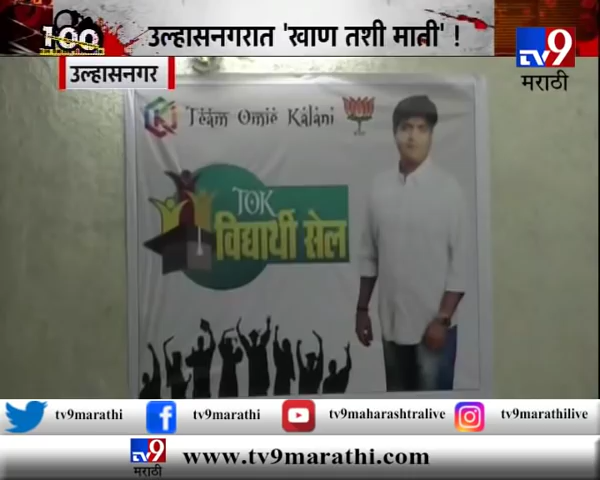 100
उल्हासनगरात 'खाण तशी माती' !
TV9
मराठी
उल्हासनगर
Team Omie Kalani
TOK
विद्यार्थी सेल
tv9marathi
tv9marathi
tv9maharashtralive
tv9marathilive
TV9
मराठी
www.tv9marathi.com